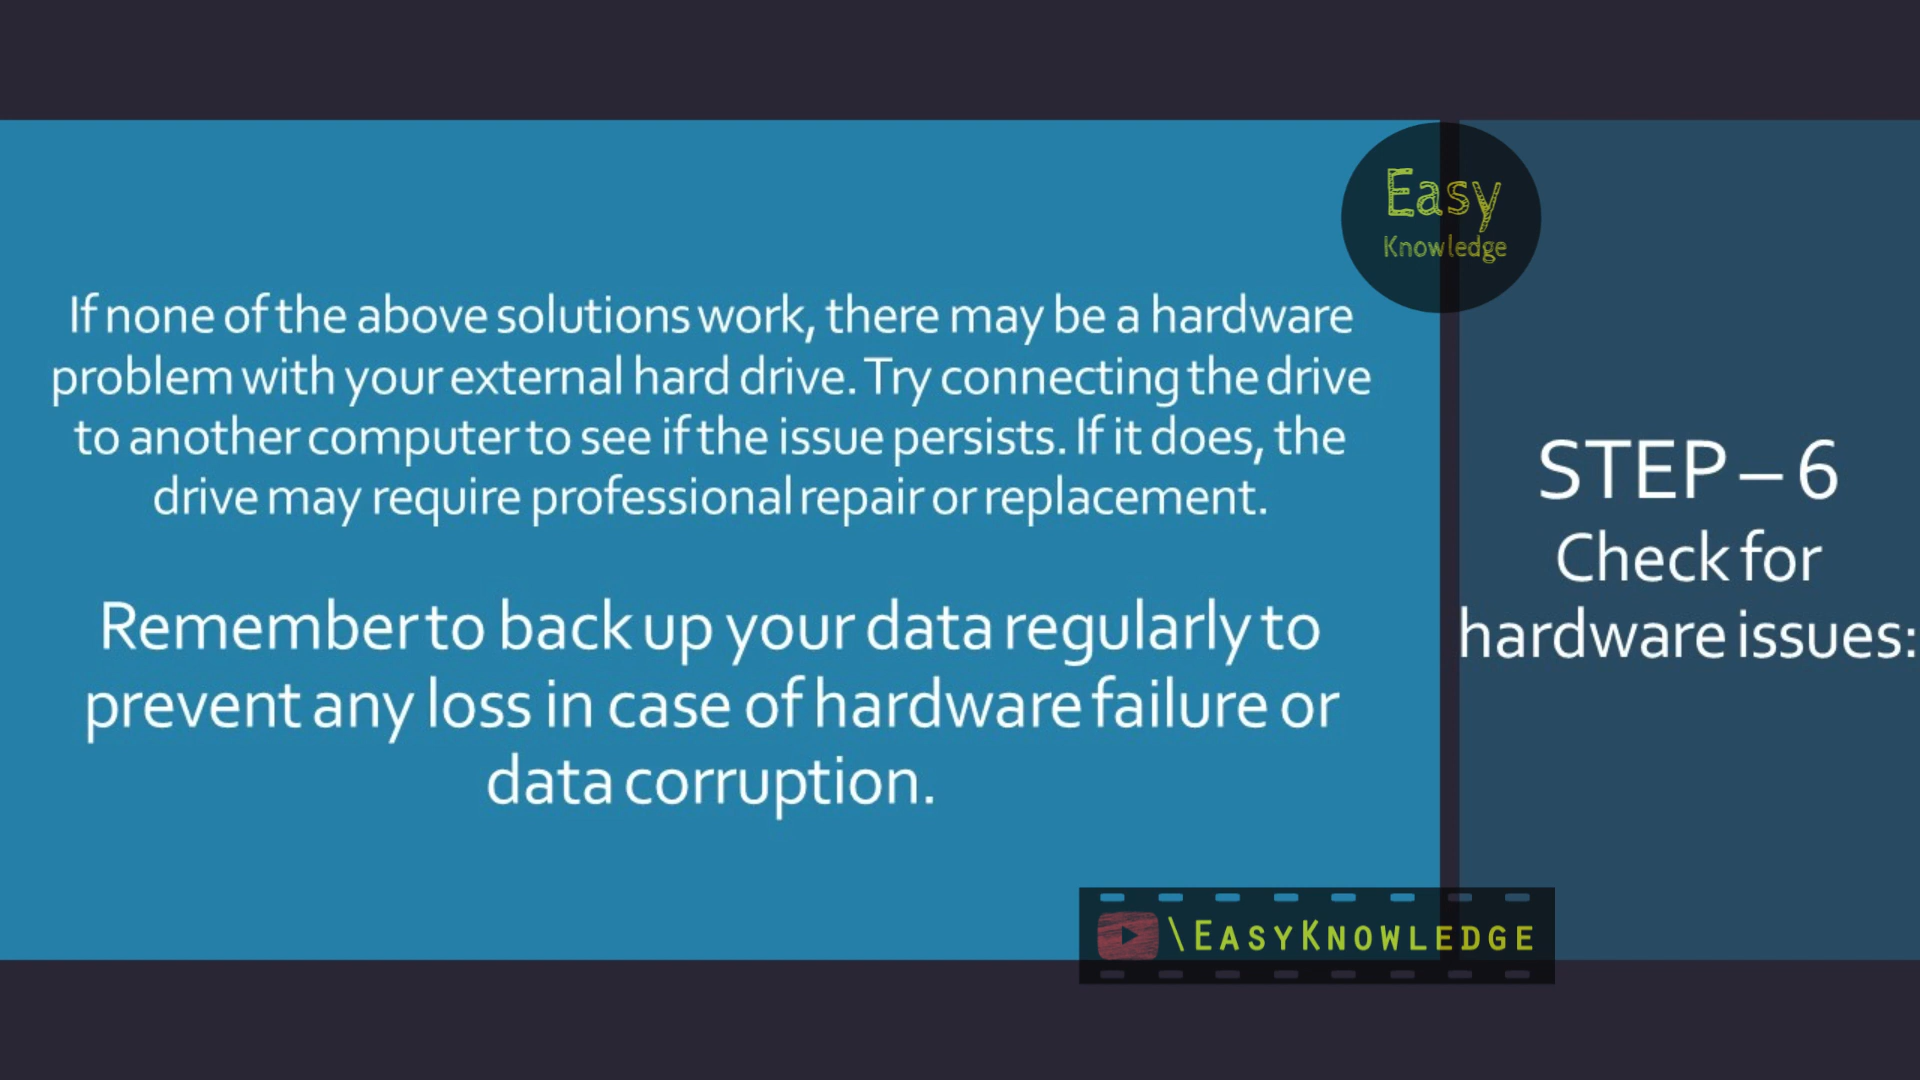 Easy
Knowledge
If none of the above solutions work, there may be a hardware
problem with your external hard drive. Try connecting the drive
to another computer to see if the issue persists. If it does, the
drive may require professional repair or replacement.
Remember to back up your data regularly to
prevent any loss in case of hardware failure or
data corruption.
STEP – 6
Check for
hardware issues:
\EASYKNOWLEDGE